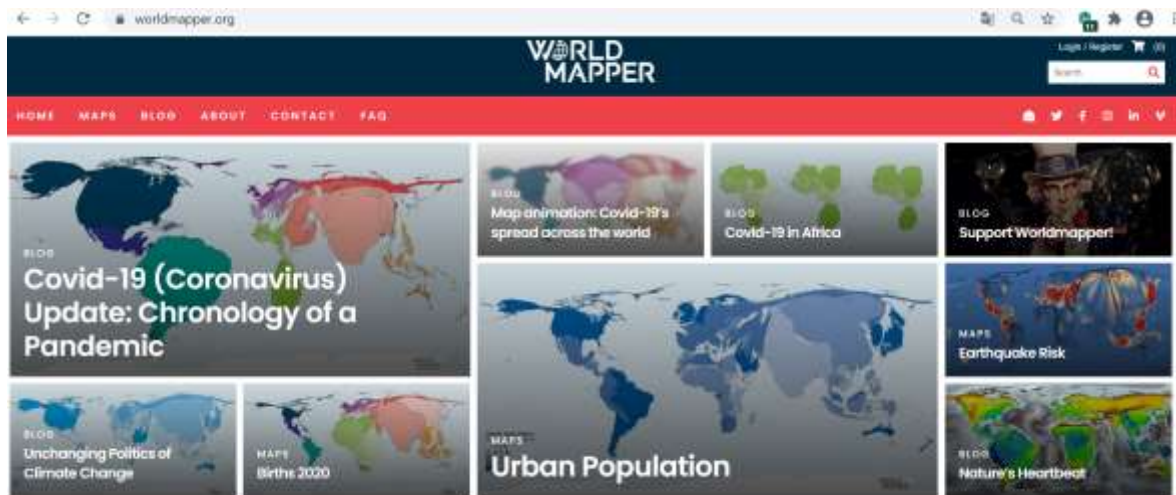 worldmapper.org
WORLD
MAPPER
Login / Register (0)
Search
HOME MAPS BLOG ABOUT CONTACT FAQ
BLOG
Covid-19 (Coronavirus)
Update: Chronology of a
Pandemic
BLOG
Map animation: Covid-19's
spread across the world
BLOG
Covid-19 in Africa
BLOG
Support Worldmapper!
MAPS
Urban Population
MAPS
Earthquake Risk
BLOG
Unchanging Politics of
Climate Change
MAPS
Births 2020
BLOG
Nature's Heartbeat